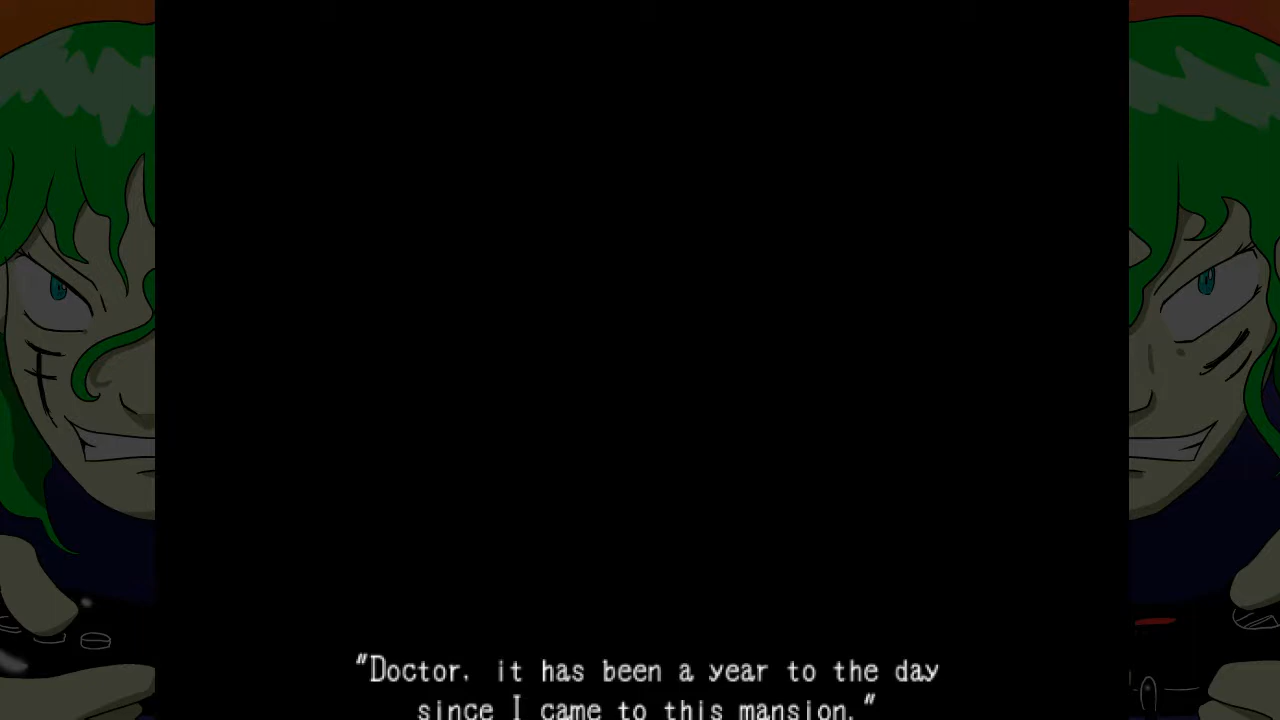 "Doctor, it has been a year to the day
since I came to this mansion."